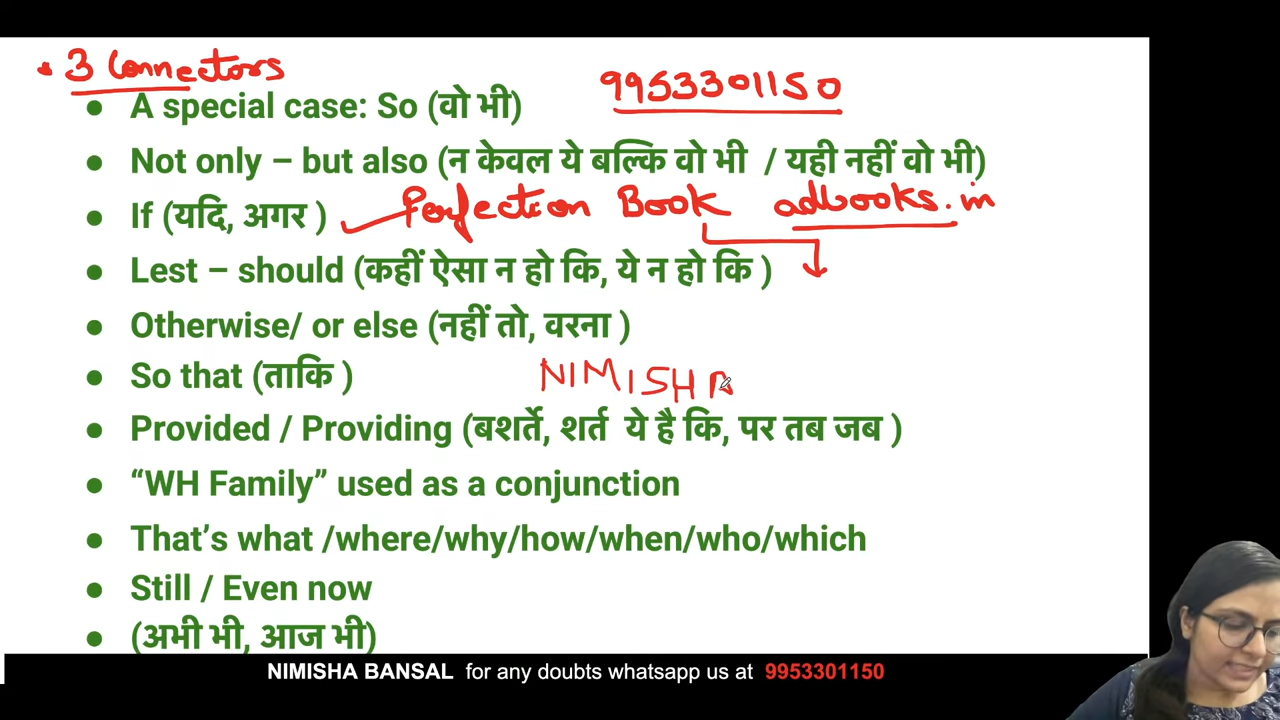 3 Connectors
9953301150
● A special case: So (वो भी)
● Not only – but also (न केवल ये बल्कि वो भी / यही नहीं वो भी)
Perfection Book adbooks.in
● If (यदि, अगर )
● Lest – should (कहीं ऐसा न हो कि, ये न हो कि )
● Otherwise/ or else (नहीं तो, वरना )
● So that (ताकि )
NIMISHA
● Provided / Providing (बशर्ते, शर्त ये है कि, पर तब जब )
● “WH Family” used as a conjunction
● That’s what /where/why/how/when/who/which
● Still / Even now
● (अभी भी, आज भी)
NIMISHA BANSAL for any doubts whatsapp us at 9953301150